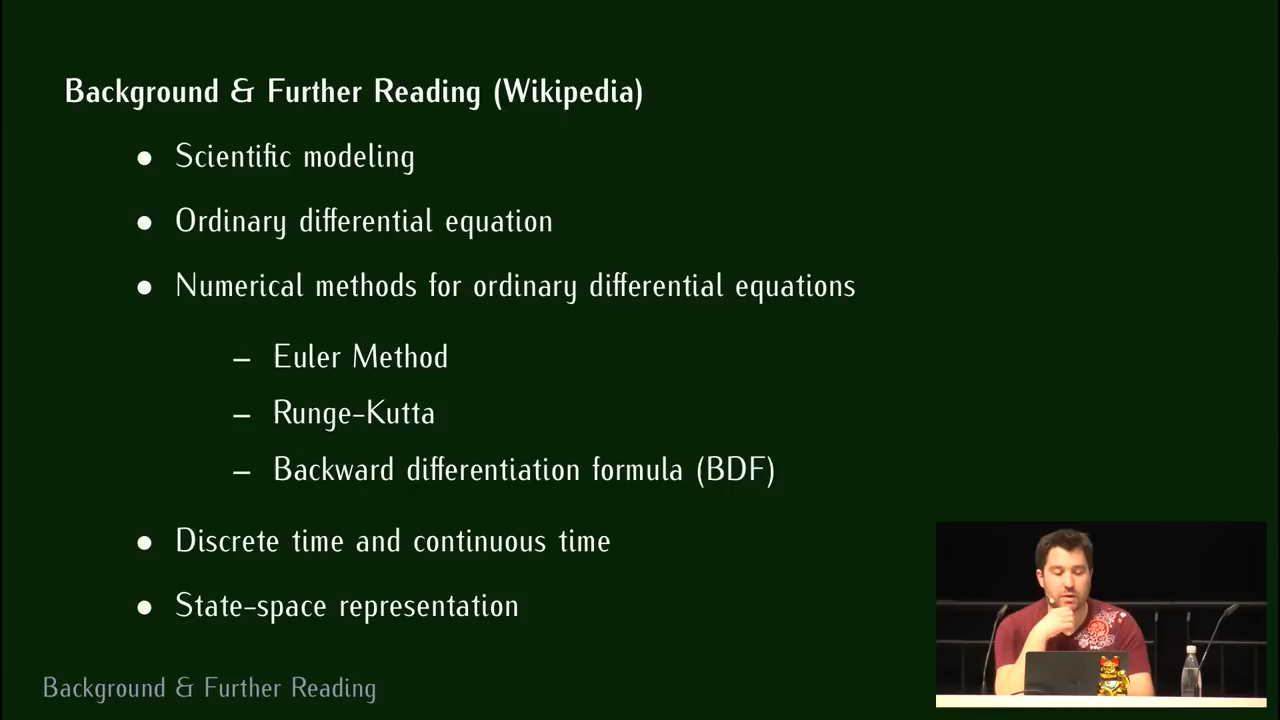 Background & Further Reading (Wikipedia)
● Scientific modeling
● Ordinary differential equation
● Numerical methods for ordinary differential equations
– Euler Method
– Runge-Kutta
– Backward differentiation formula (BDF)
● Discrete time and continuous time
● State-space representation
Background & Further Reading